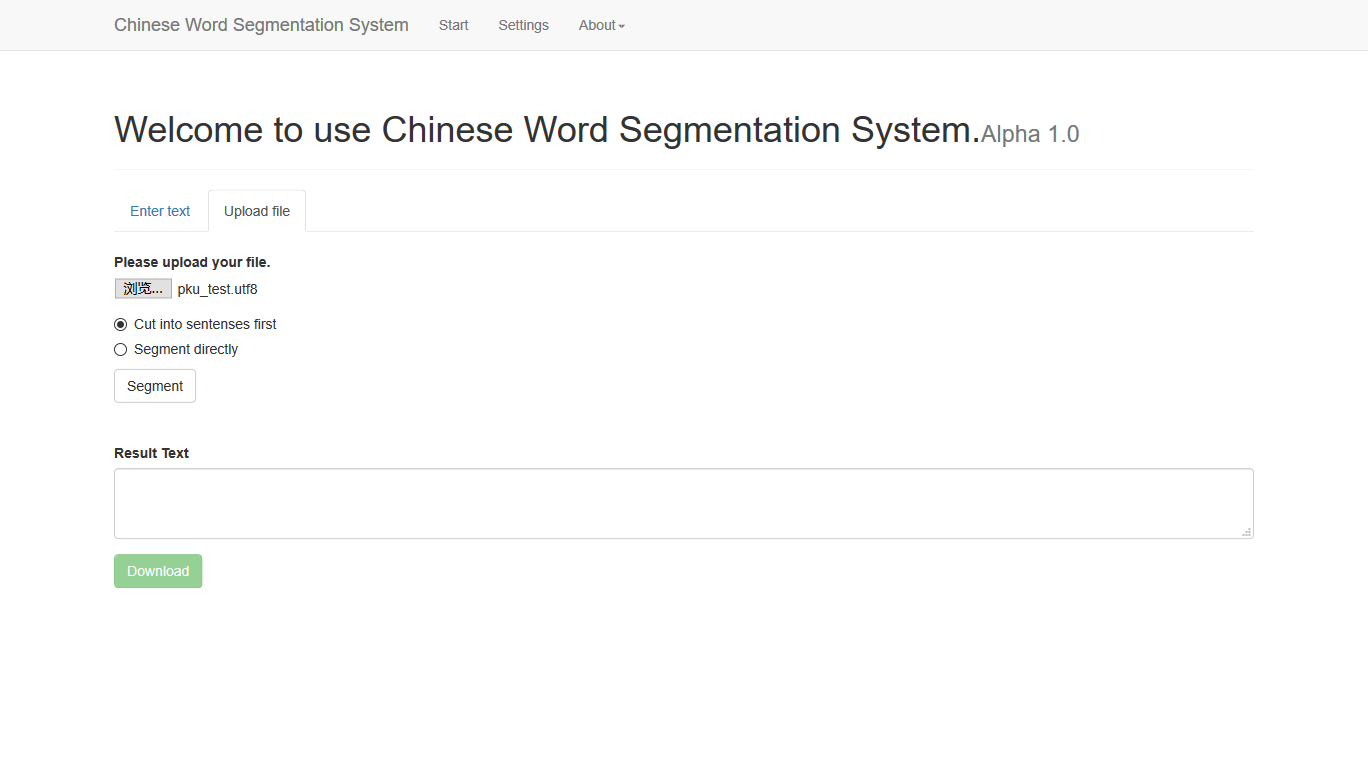 Chinese Word Segmentation System Start Settings About
Welcome to use Chinese Word Segmentation System.Alpha 1.0
Enter text Upload file
Please upload your file.
浏览... pku_test.utf8
Cut into sentenses first
Segment directly
Segment
Result Text
Download